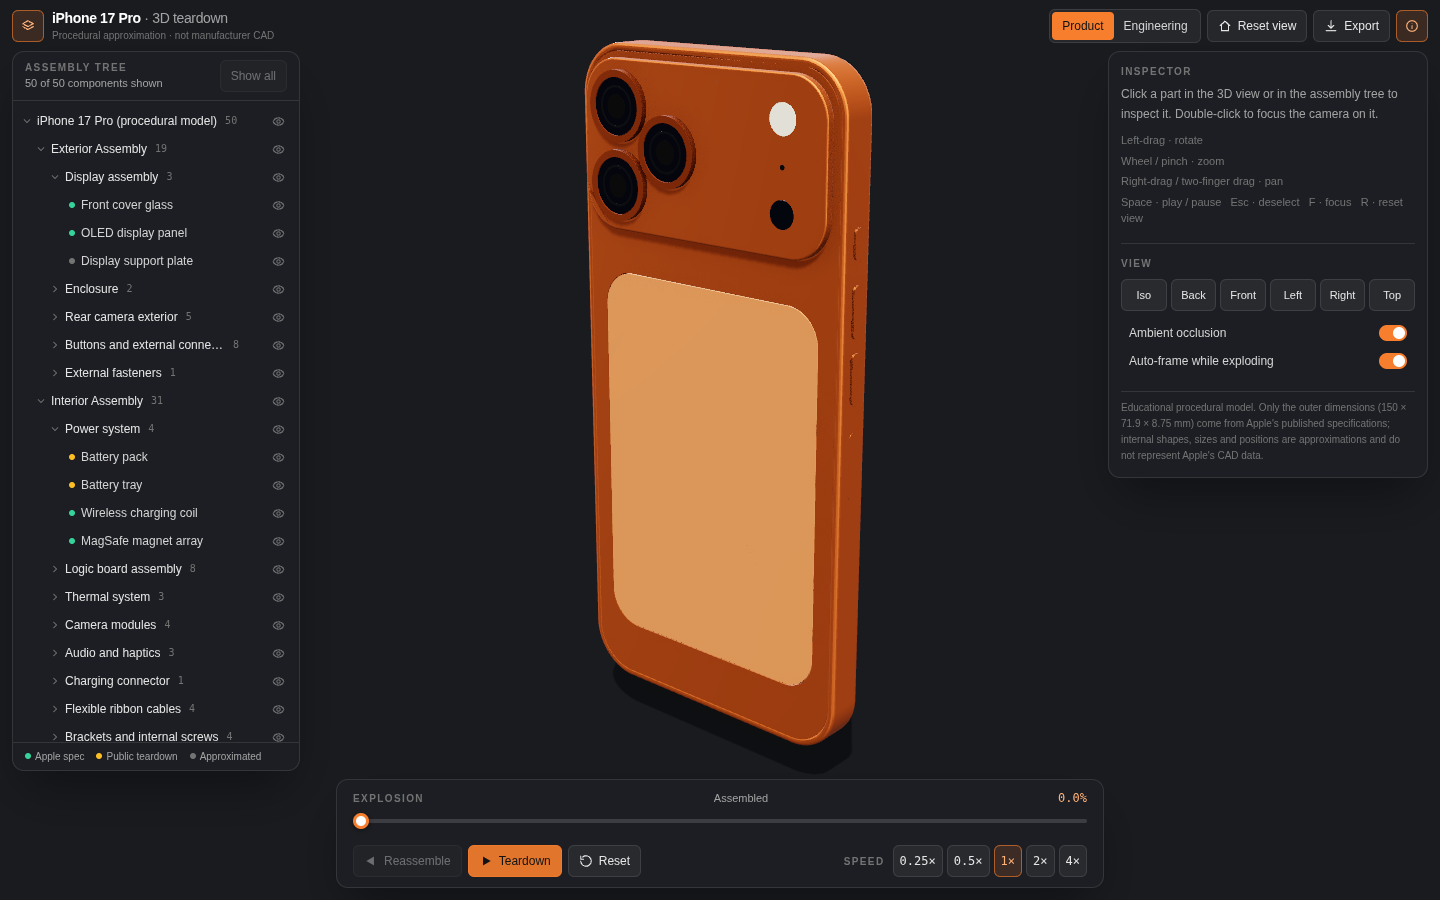 iPhone 17 Pro · 3D teardown
Procedural approximation · not manufacturer CAD
Product
Engineering
Reset view
Export
ASSEMBLY TREE
50 of 50 components shown
Show all
iPhone 17 Pro (procedural model) 50
Exterior Assembly 19
Display assembly 3
Front cover glass
OLED display panel
Display support plate
Enclosure 2
Rear camera exterior 5
Buttons and external conne… 8
External fasteners 1
Interior Assembly 31
Power system 4
Battery pack
Battery tray
Wireless charging coil
MagSafe magnet array
Logic board assembly 8
Thermal system 3
Camera modules 4
Audio and haptics 3
Charging connector 1
Flexible ribbon cables 4
Brackets and internal screws 4
Apple spec
Public teardown
Approximated
INSPECTOR
Click a part in the 3D view or in the assembly tree to
inspect it. Double-click to focus the camera on it.
Left-drag · rotate
Wheel / pinch · zoom
Right-drag / two-finger drag · pan
Space · play / pause Esc · deselect F · focus R · reset
view
VIEW
Iso
Back
Front
Left
Right
Top
Ambient occlusion
Auto-frame while exploding
Educational procedural model. Only the outer dimensions (150 ×
71.9 × 8.75 mm) come from Apple's published specifications;
internal shapes, sizes and positions are approximations and do
not represent Apple's CAD data.
EXPLOSION
Assembled
0.0%
Reassemble
Teardown
Reset
SPEED
0.25×
0.5×
1×
2×
4×